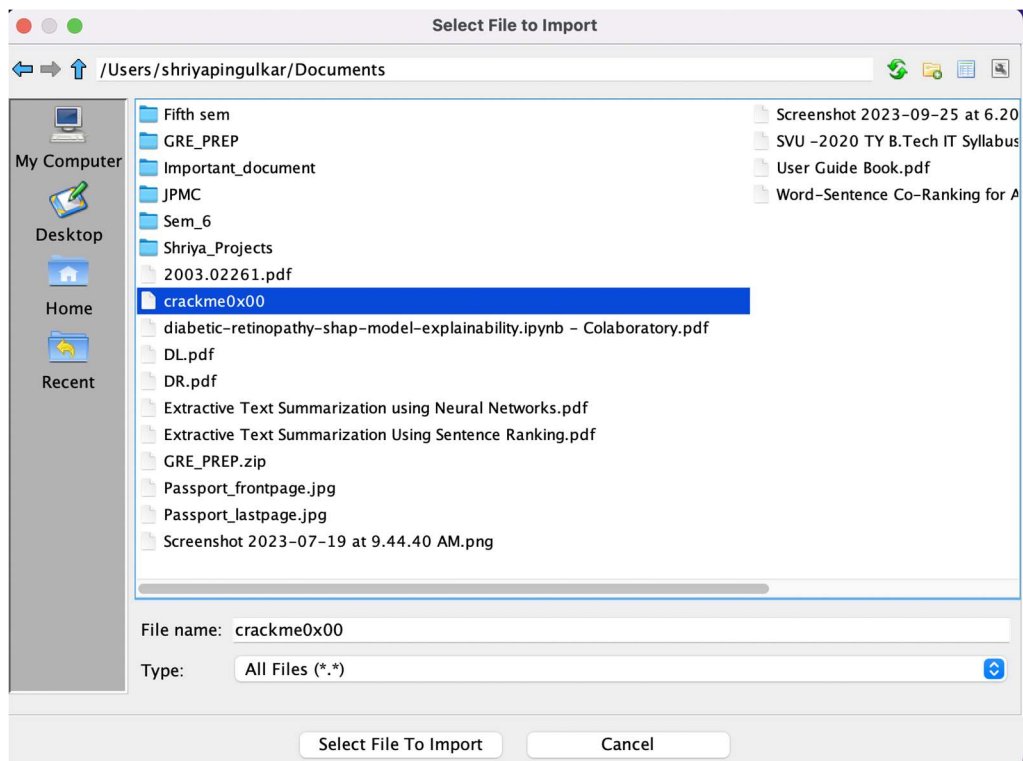 Select File to Import
/Users/shriyapingulkar/Documents
My Computer
Desktop
Home
Recent
Fifth sem
GRE_PREP
Important_document
JPMC
Sem_6
Shriya_Projects
2003.02261.pdf
crackme0x00
diabetic-retinopathy-shap-model-explainability.ipynb - Colaboratory.pdf
DL.pdf
DR.pdf
Extractive Text Summarization using Neural Networks.pdf
Extractive Text Summarization Using Sentence Ranking.pdf
GRE_PREP.zip
Passport_frontpage.jpg
Passport_lastpage.jpg
Screenshot 2023-07-19 at 9.44.40 AM.png
Screenshot 2023-09-25 at 6.20
SVU -2020 TY B.Tech IT Syllabus
User Guide Book.pdf
Word-Sentence Co-Ranking for A
File name: crackme0x00
Type: All Files (*.*)
Select File To Import Cancel